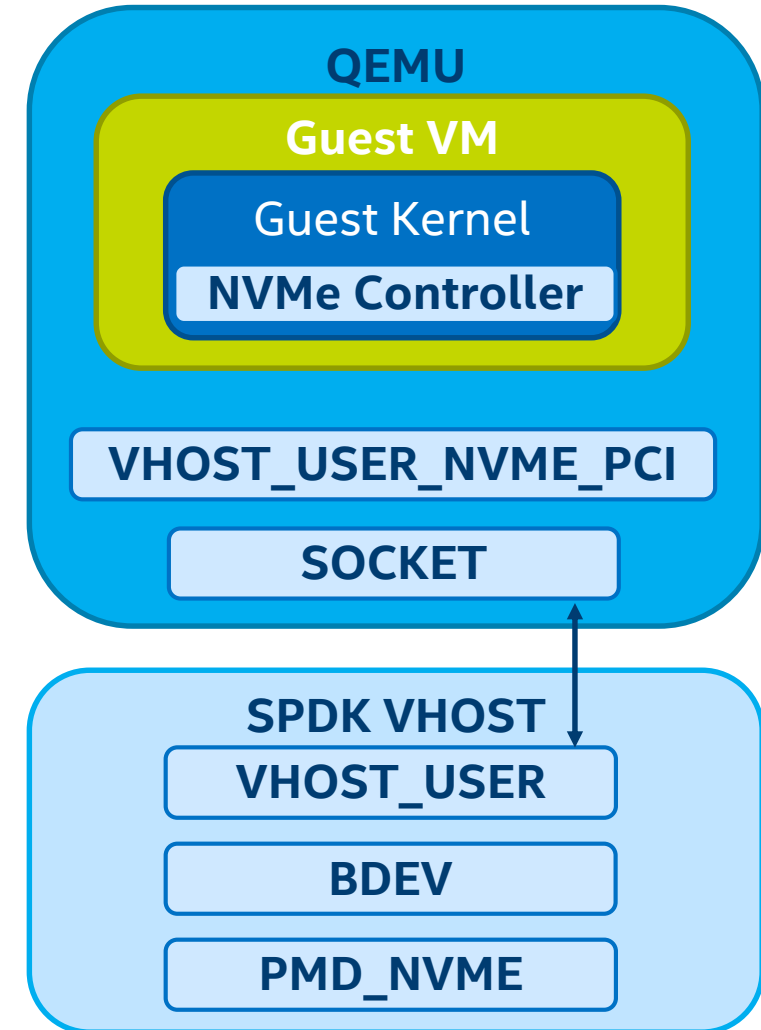 QEMU
Guest VM
Guest Kernel
NVMe Controller
VHOST_USER_NVME_PCI
SOCKET
SPDK VHOST
VHOST_USER
BDEV
PMD_NVME